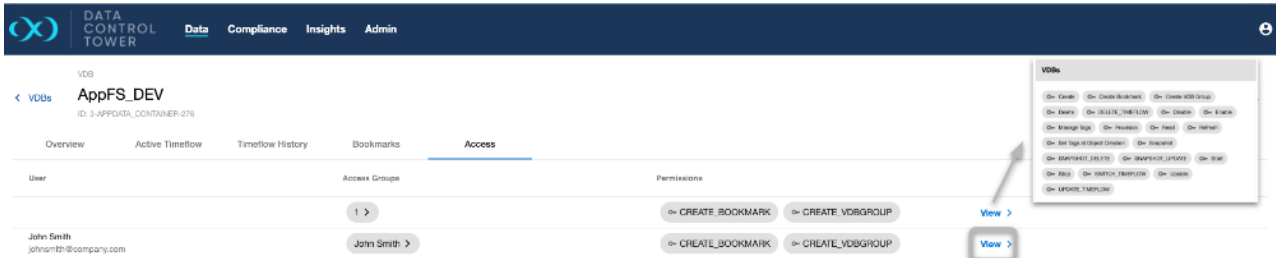 DATA
CONTROL
TOWER
Data Compliance Insights Admin
VDB
< VDBs AppFS_DEV
ID: 3-APPDATA_CONTAINER-276
Overview Active Timeflow Timeflow History Bookmarks Access
User Access Groups Permissions
1 > CREATE_BOOKMARK CREATE_VDBGROUP View >
John Smith
johnsmith@company.com
John Smith > CREATE_BOOKMARK CREATE_VDBGROUP View >
VDBs
Create Create Bookmark Create VDB Group
Delete DELETE_TIMEFLOW Disable Enable
Manage Tags Provision Read Refresh
Set Tags at Object Creation Snapshot
SNAPSHOT_DELETE SNAPSHOT_UPDATE Start
Stop SWITCH_TIMEFLOW Update
UPDATE_TIMEFLOW